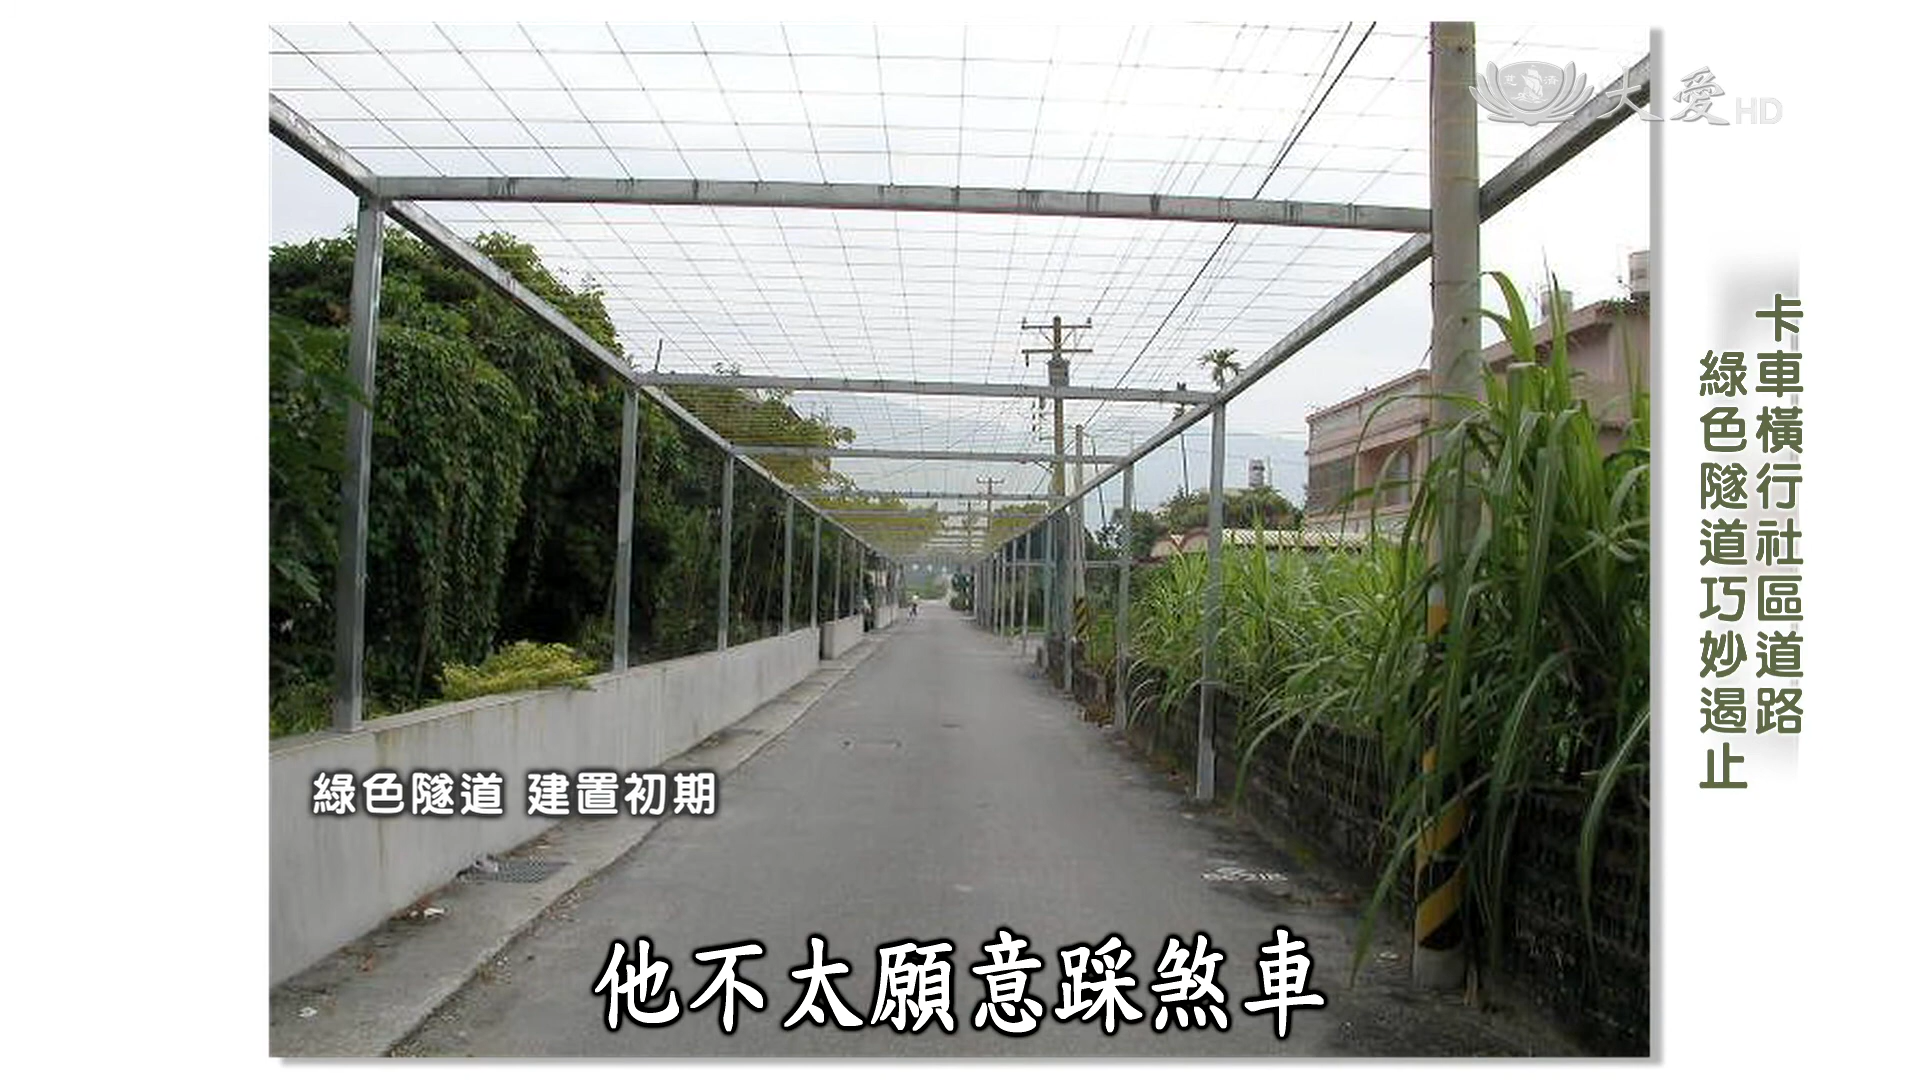 大愛HD
卡車橫行社區道路
綠色隧道巧妙遏止
綠色隧道 建置初期
他不太願意踩煞車